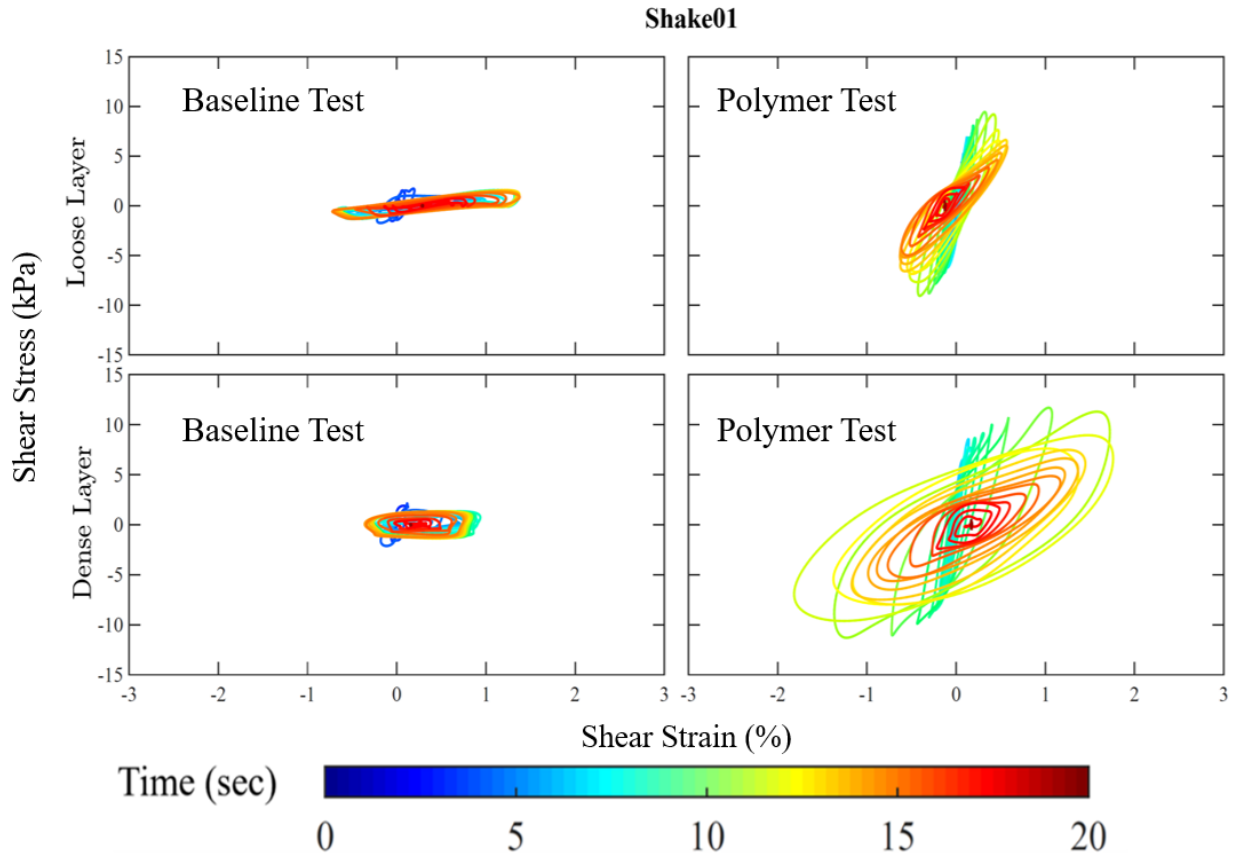 Shake01
15
10
5
0
-5
-10
-15
Loose Layer
Baseline Test
Polymer Test
Shear Stress (kPa)
15
10
5
0
-5
-10
-15
Dense Layer
Baseline Test
Polymer Test
-3 -2 -1 0 1 2 3 -3 -2 -1 0 1 2 3
Shear Strain (%)
Time (sec)
0 5 10 15 20